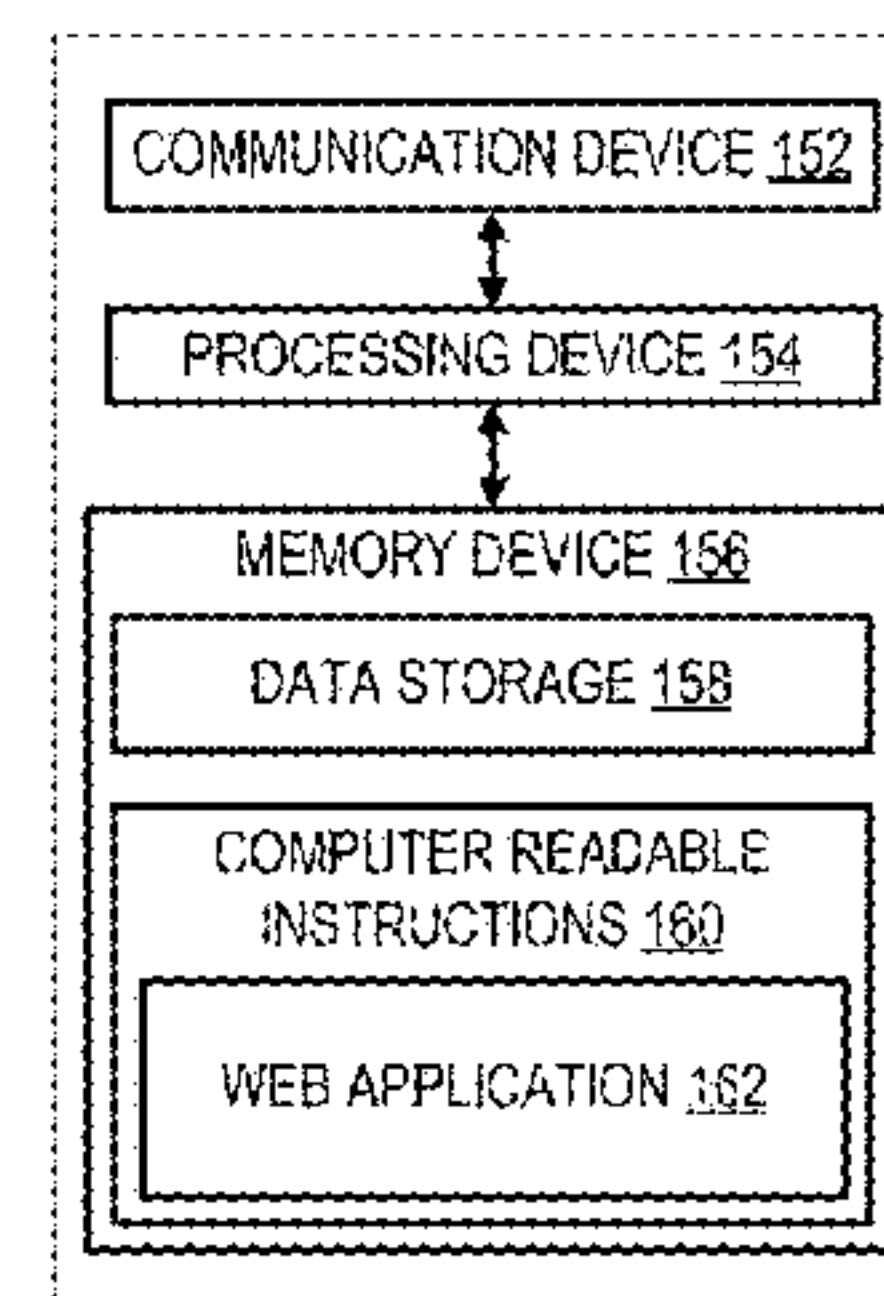 COMMUNICATION DEVICE 152
PROCESSING DEVICE 154
MEMORY DEVICE 156
DATA STORAGE 158
COMPUTER READABLE
INSTRUCTIONS 160
WEB APPLICATION 162